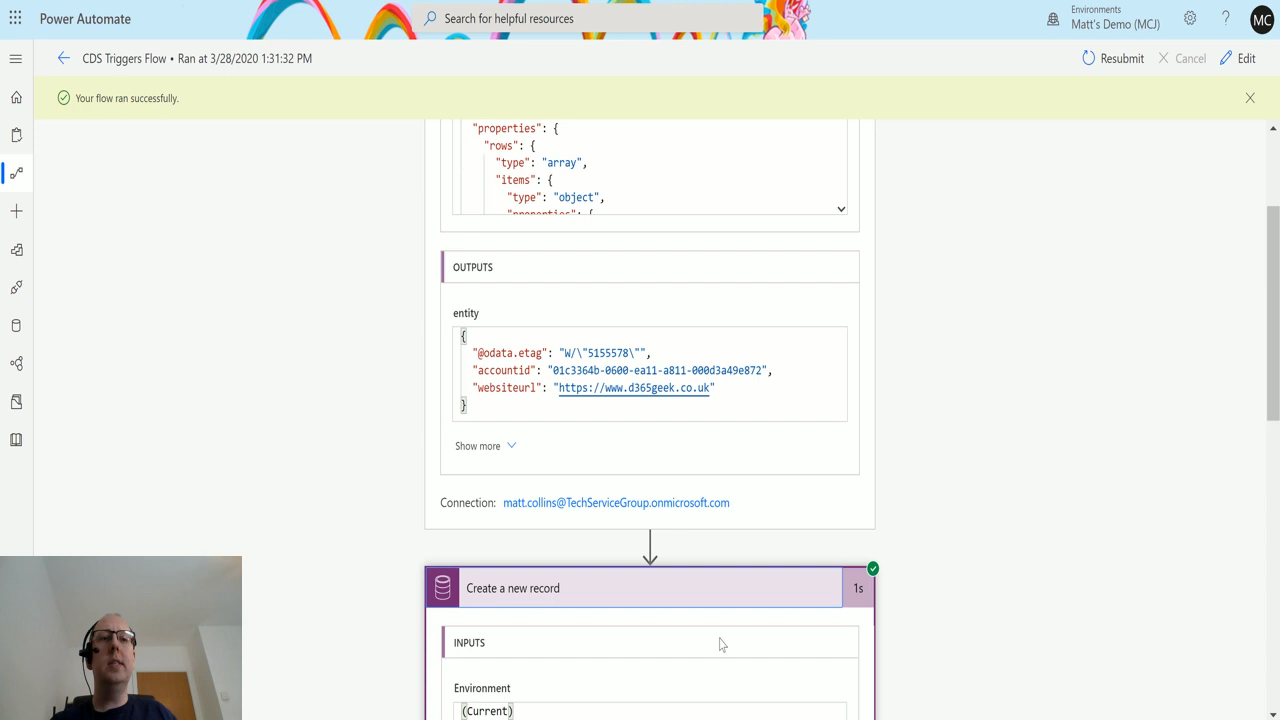 Power Automate
Search for helpful resources
Environments
Matt's Demo (MCJ)
MC
CDS Triggers Flow • Ran at 3/28/2020 1:31:32 PM
Resubmit
Cancel
Edit
Your flow ran successfully.
"properties": {
"rows": {
"type": "array",
"items": {
"type": "object",
"properties": {
OUTPUTS
entity
{
"@odata.etag": "W/\"5155578\"",
"accountid": "01c3364b-0600-ea11-a811-000d3a49e872",
"websiteurl": "https://www.d365geek.co.uk"
}
Show more
Connection: matt.collins@TechServiceGroup.onmicrosoft.com
Create a new record
1s
INPUTS
Environment
(Current)